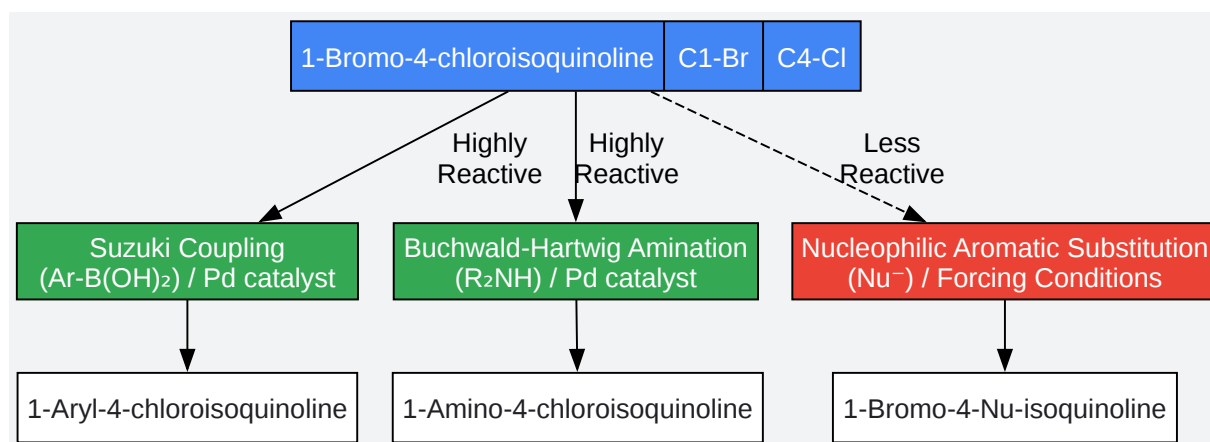 1-Bromo-4-chloroisoquinoline C1-Br C4-Cl
Highly
Reactive
Highly
Reactive
Less
Reactive
Suzuki Coupling
(Ar-B(OH)₂) / Pd catalyst
Buchwald-Hartwig Amination
(R₂NH) / Pd catalyst
Nucleophilic Aromatic Substitution
(Nu⁻) / Forcing Conditions
1-Aryl-4-chloroisoquinoline
1-Amino-4-chloroisoquinoline
1-Bromo-4-Nu-isoquinoline